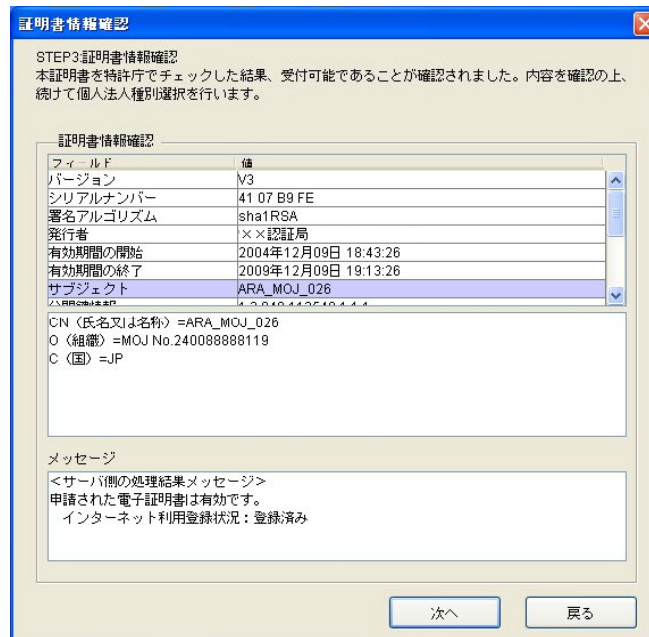 証明書情報確認
STEP3:証明書情報確認
本証明書を特許庁でチェックした結果、受付可能であることが確認されました。内容を確認の上、
続けて個人法人種別選択を行います。
証明書情報確認
フィールド 値
バージョン V3
シリアルナンバー 41 07 B9 FE
署名アルゴリズム sha1RSA
発行者 ××認証局
有効期間の開始 2004年12月09日 18:43:26
有効期間の終了 2009年12月09日 19:13:26
サブジェクト ARA_MOJ_026
公開鍵情報 1.2.840.113549.1.1.1
CN（氏名又は名称）=ARA_MOJ_026
O（組織）=MOJ No.240088888119
C（国）=JP
メッセージ
<サーバ側の処理結果メッセージ>
申請された電子証明書は有効です。
インターネット利用登録状況：登録済み
次へ 戻る